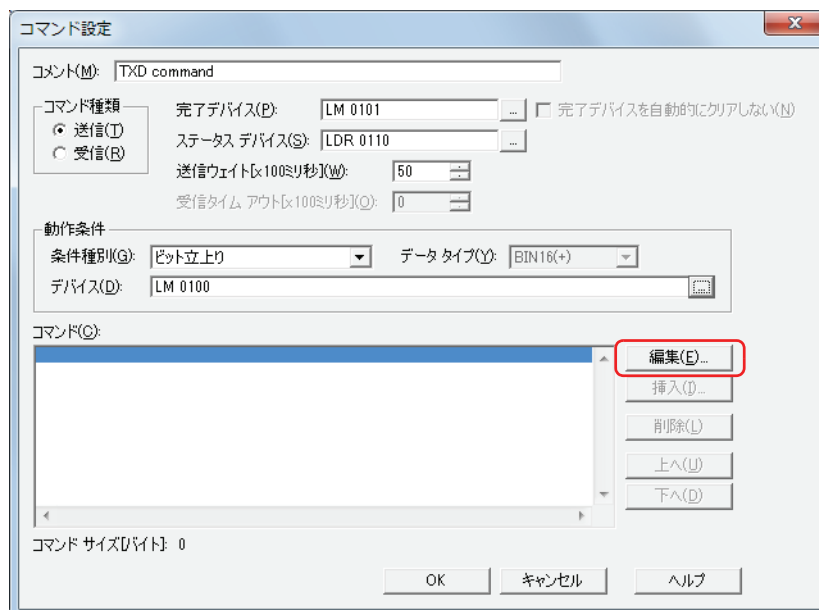 コマンド設定
コメント(M): TXD command
コマンド種類
送信(T)
受信(R)
完了デバイス(P): LM 0101 ... 完了デバイスを自動的にクリアしない(N)
ステータス デバイス(S): LDR 0110 ...
送信ウェイト[x100ミリ秒](W): 50
受信タイム アウト[x100ミリ秒](O): 0
動作条件
条件種別(G): ビット立上り データ タイプ(Y): BIN16(+)
デバイス(D): LM 0100 ...
コマンド(C):
編集(E)...
挿入(I)...
削除(L)
上へ(U)
下へ(D)
コマンド サイズ[バイト]: 0
OK キャンセル ヘルプ